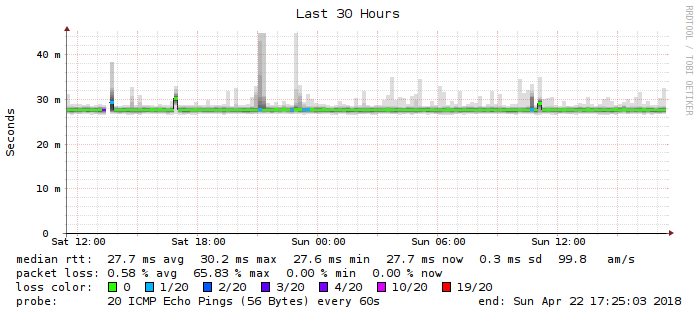 Last 30 Hours
RRDTOOL / TOBI OETIKER
Seconds
40 m
30 m
20 m
10 m
0
Sat 12:00 Sat 18:00 Sun 00:00 Sun 06:00 Sun 12:00
median rtt: 27.7 ms avg 30.2 ms max 27.6 ms min 27.7 ms now 0.3 ms sd 99.8 am/s
packet loss: 0.58 % avg 65.83 % max 0.00 % min 0.00 % now
loss color: 0 1/20 2/20 3/20 4/20 10/20 19/20
probe: 20 ICMP Echo Pings (56 Bytes) every 60s end: Sun Apr 22 17:25:03 2018